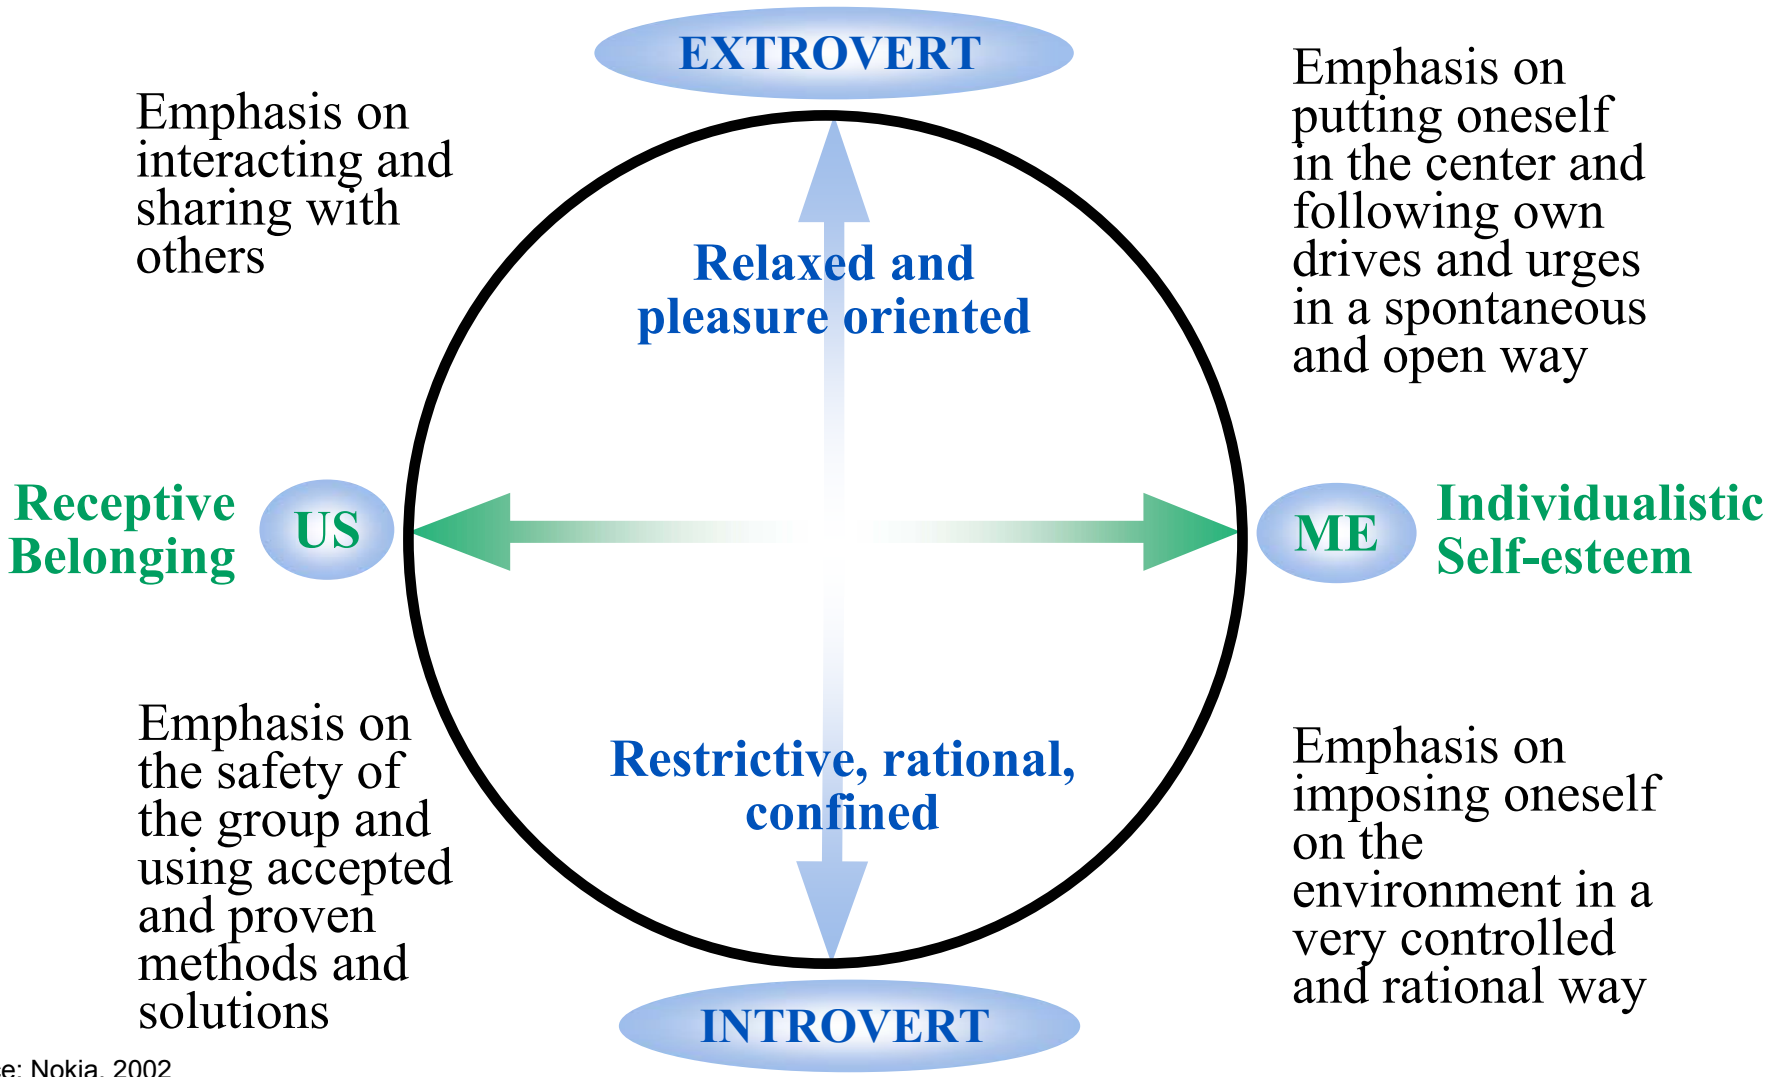 EXTROVERT
Emphasis on
interacting and
sharing with
others
Emphasis on
putting oneself
in the center and
following own
drives and urges
in a spontaneous
and open way
Relaxed and
pleasure oriented
Receptive
Belonging
US
ME
Individualistic
Self-esteem
Emphasis on
the safety of
the group and
using accepted
and proven
methods and
solutions
Restrictive, rational,
confined
Emphasis on
imposing oneself
on the
environment in a
very controlled
and rational way
INTROVERT
Nokia, 2002